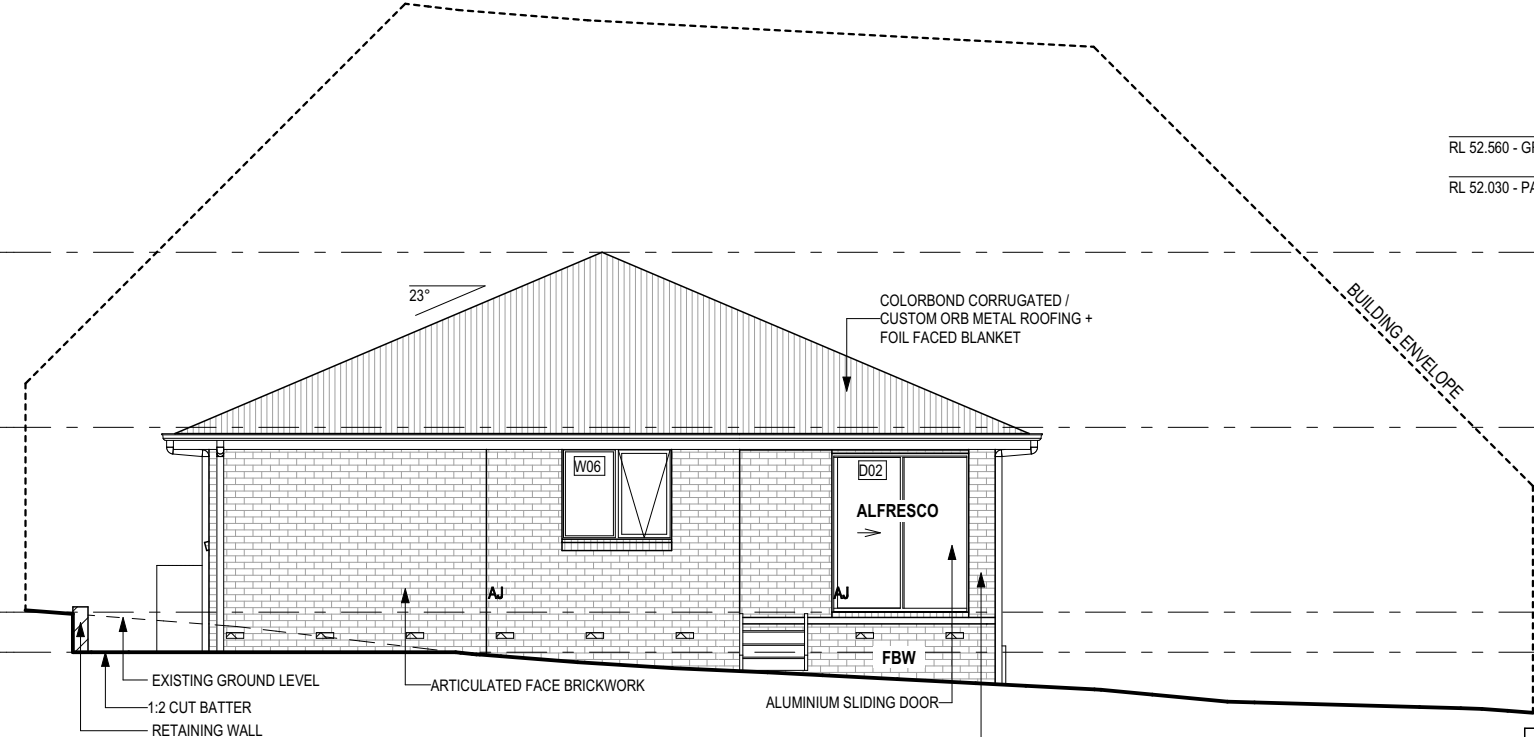 RL 52.560 - GF
RL 52.030 - PA
23°
COLORBOND CORRUGATED /
CUSTOM ORB METAL ROOFING +
FOIL FACED BLANKET
BUILDING ENVELOPE
W06
D02
ALFRESCO
AJ
AJ
FBW
EXISTING GROUND LEVEL
ARTICULATED FACE BRICKWORK
1:2 CUT BATTER
ALUMINIUM SLIDING DOOR
RETAINING WALL